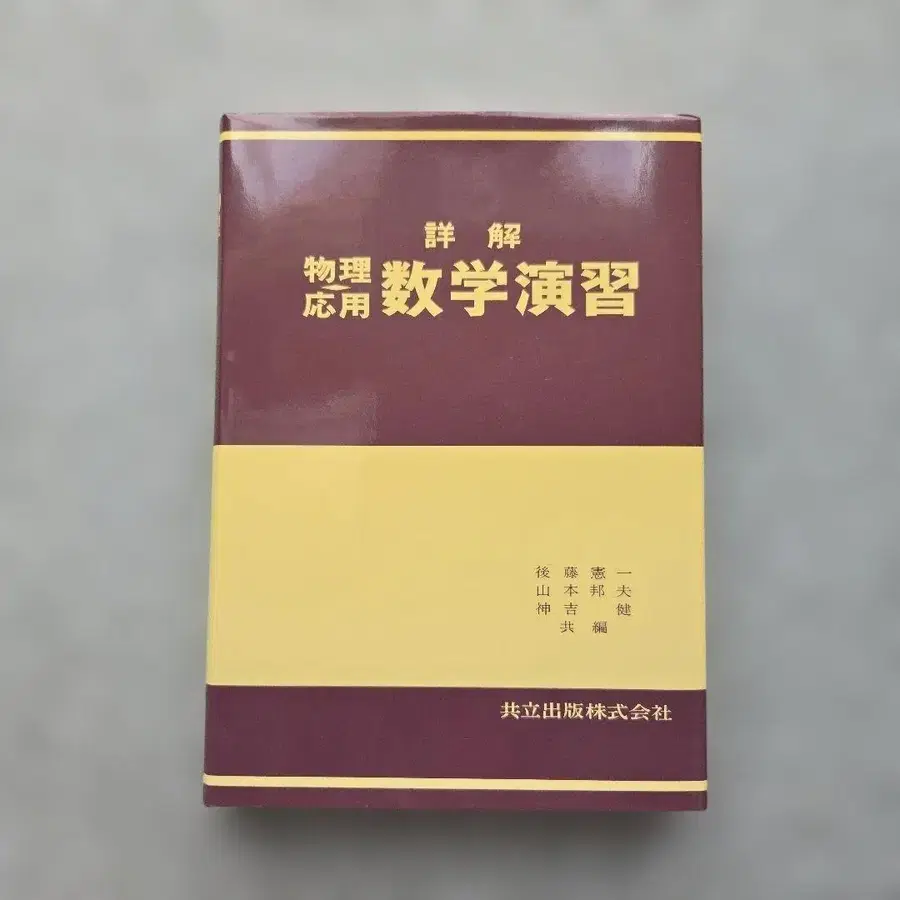 詳解
物理
応用
数学演習
後藤憲一
山本邦夫
神吉 健
共編
共立出版株式会社